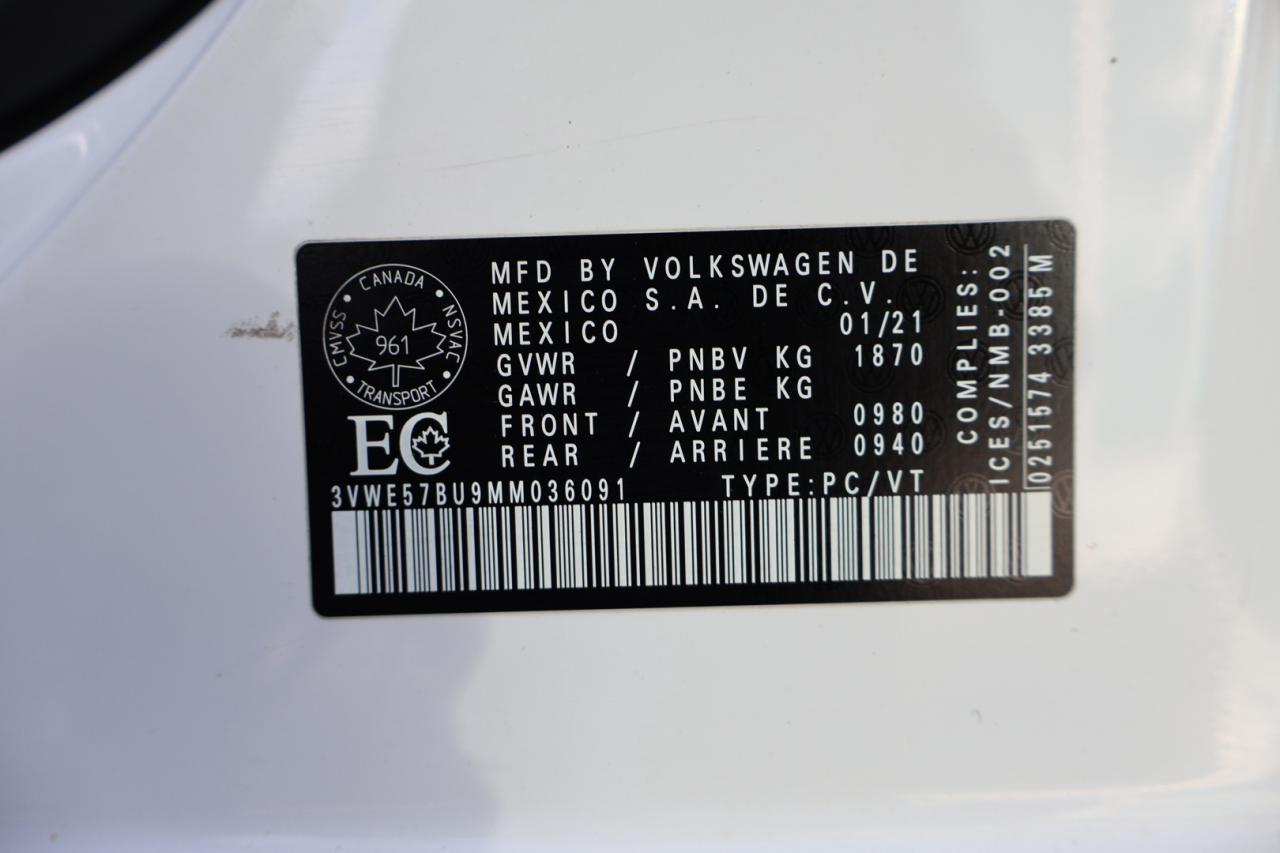 CANADA
CMVSS
NSVAC
961
TRANSPORT
EC
MFD BY VOLKSWAGEN DE
MEXICO S.A. DE C.V.
MEXICO 01/21
GVWR / PNBV KG 1870
GAWR / PNBE KG
FRONT / AVANT 0980
REAR / ARRIERE 0940
3VWE57BU9MM036091 TYPE:PC/VT
COMPLIES:
ICES/NMB-002
0251574 3385 M